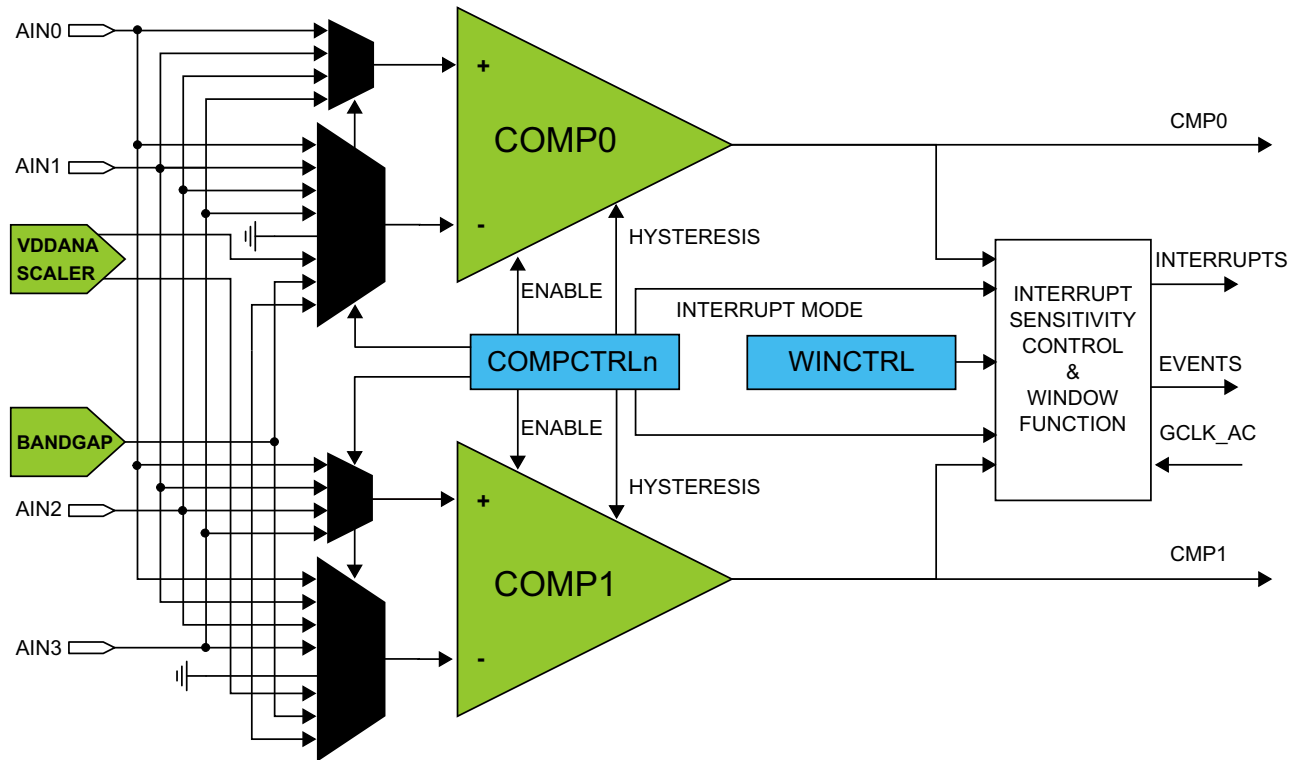 AIN0
+
COMP0
CMP0
AIN1
-
HYSTERESIS
VDDANA
SCALER
ENABLE
INTERRUPT MODE
INTERRUPT
SENSITIVITY
CONTROL
&
WINDOW
FUNCTION
INTERRUPTS
COMPCTRLn
WINCTRL
EVENTS
BANDGAP
ENABLE
GCLK_AC
HYSTERESIS
AIN2
+
COMP1
CMP1
AIN3
-